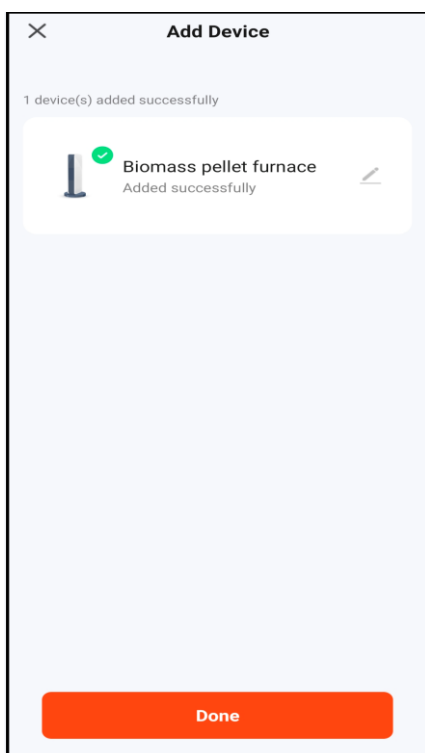 Add Device
1 device(s) added successfully
Biomass pellet furnace
Added successfully
Done